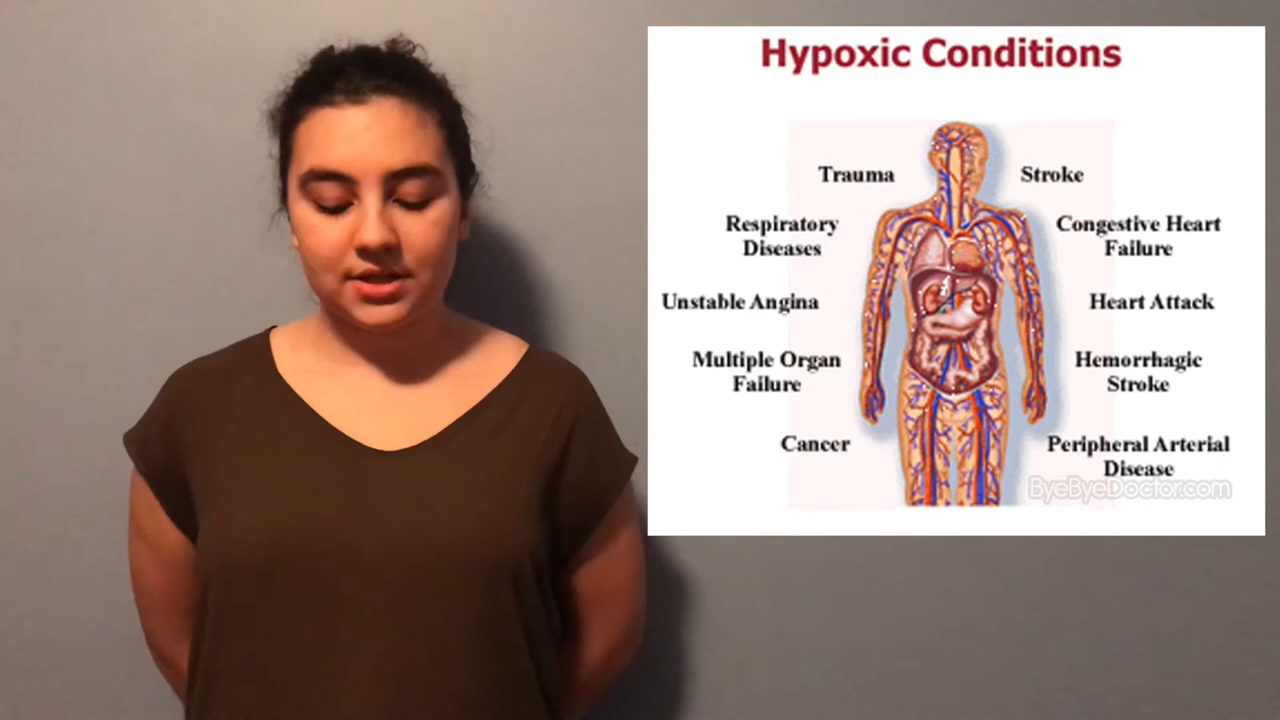 Hypoxic Conditions
Trauma
Stroke
Respiratory
Diseases
Congestive Heart
Failure
Unstable Angina
Heart Attack
Multiple Organ
Failure
Hemorrhagic
Stroke
Cancer
Peripheral Arterial
Disease
ByeByeDoctor.com